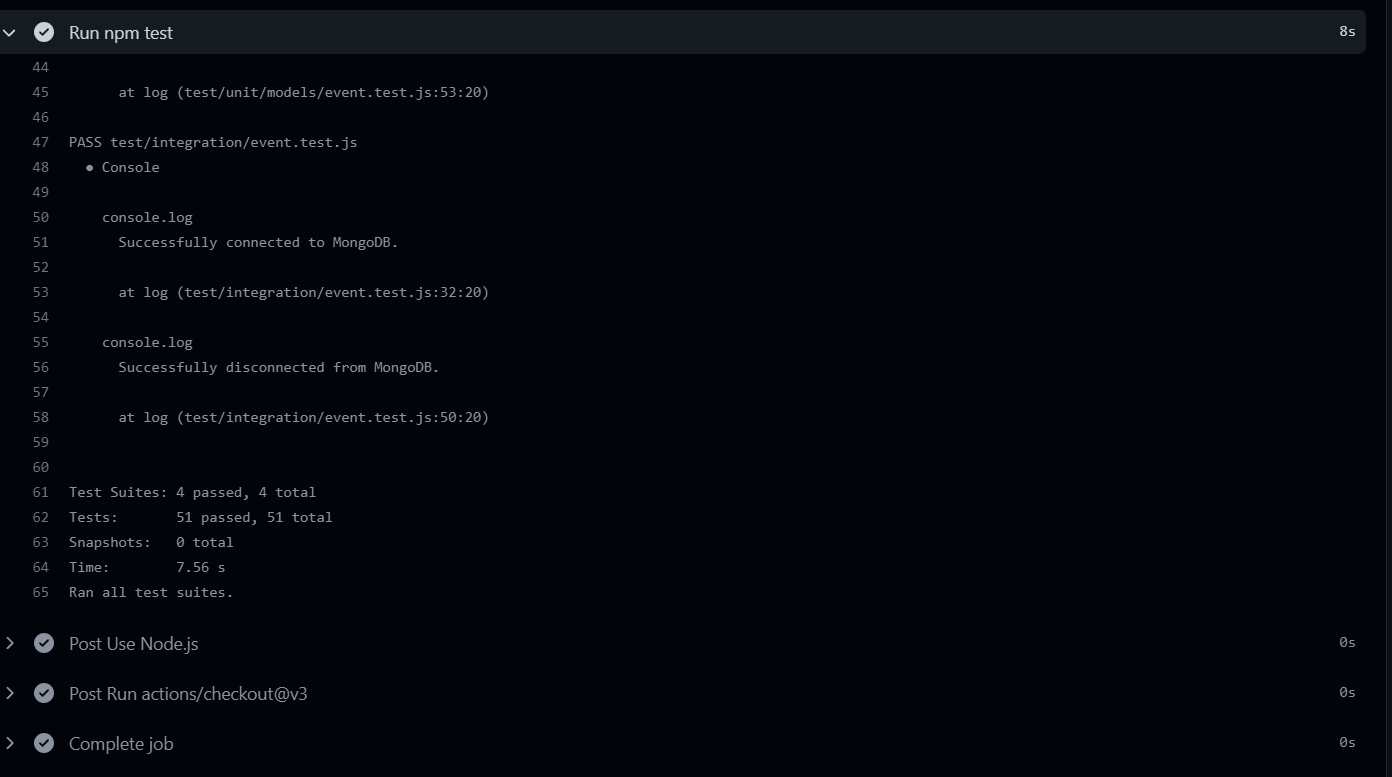 Run npm test 8s
44
45 at log (test/unit/models/event.test.js:53:20)
46
47 PASS test/integration/event.test.js
48 ● Console
49
50 console.log
51 Successfully connected to MongoDB.
52
53 at log (test/integration/event.test.js:32:20)
54
55 console.log
56 Successfully disconnected from MongoDB.
57
58 at log (test/integration/event.test.js:50:20)
59
60
61 Test Suites: 4 passed, 4 total
62 Tests: 51 passed, 51 total
63 Snapshots: 0 total
64 Time: 7.56 s
65 Ran all test suites.
Post Use Node.js 0s
Post Run actions/checkout@v3 0s
Complete job 0s